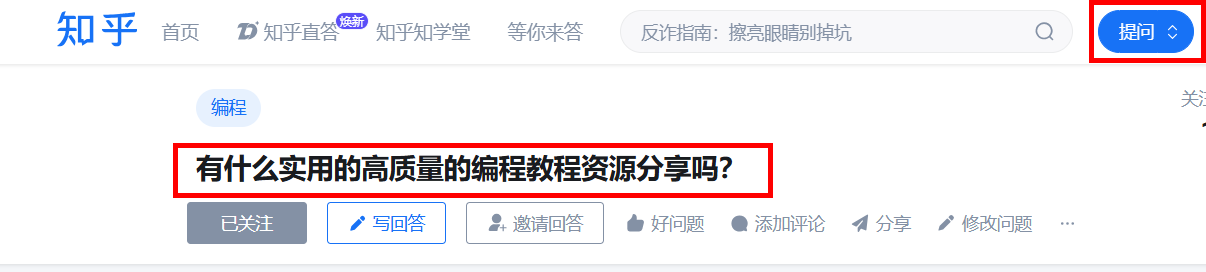 知乎 首页 知乎直答 焕新 知乎知学堂 等你来答 反诈指南：擦亮眼睛别掉坑 提问
编程
关注
有什么实用的高质量的编程教程资源分享吗？
已关注 写回答 邀请回答 好问题 添加评论 分享 修改问题 ···